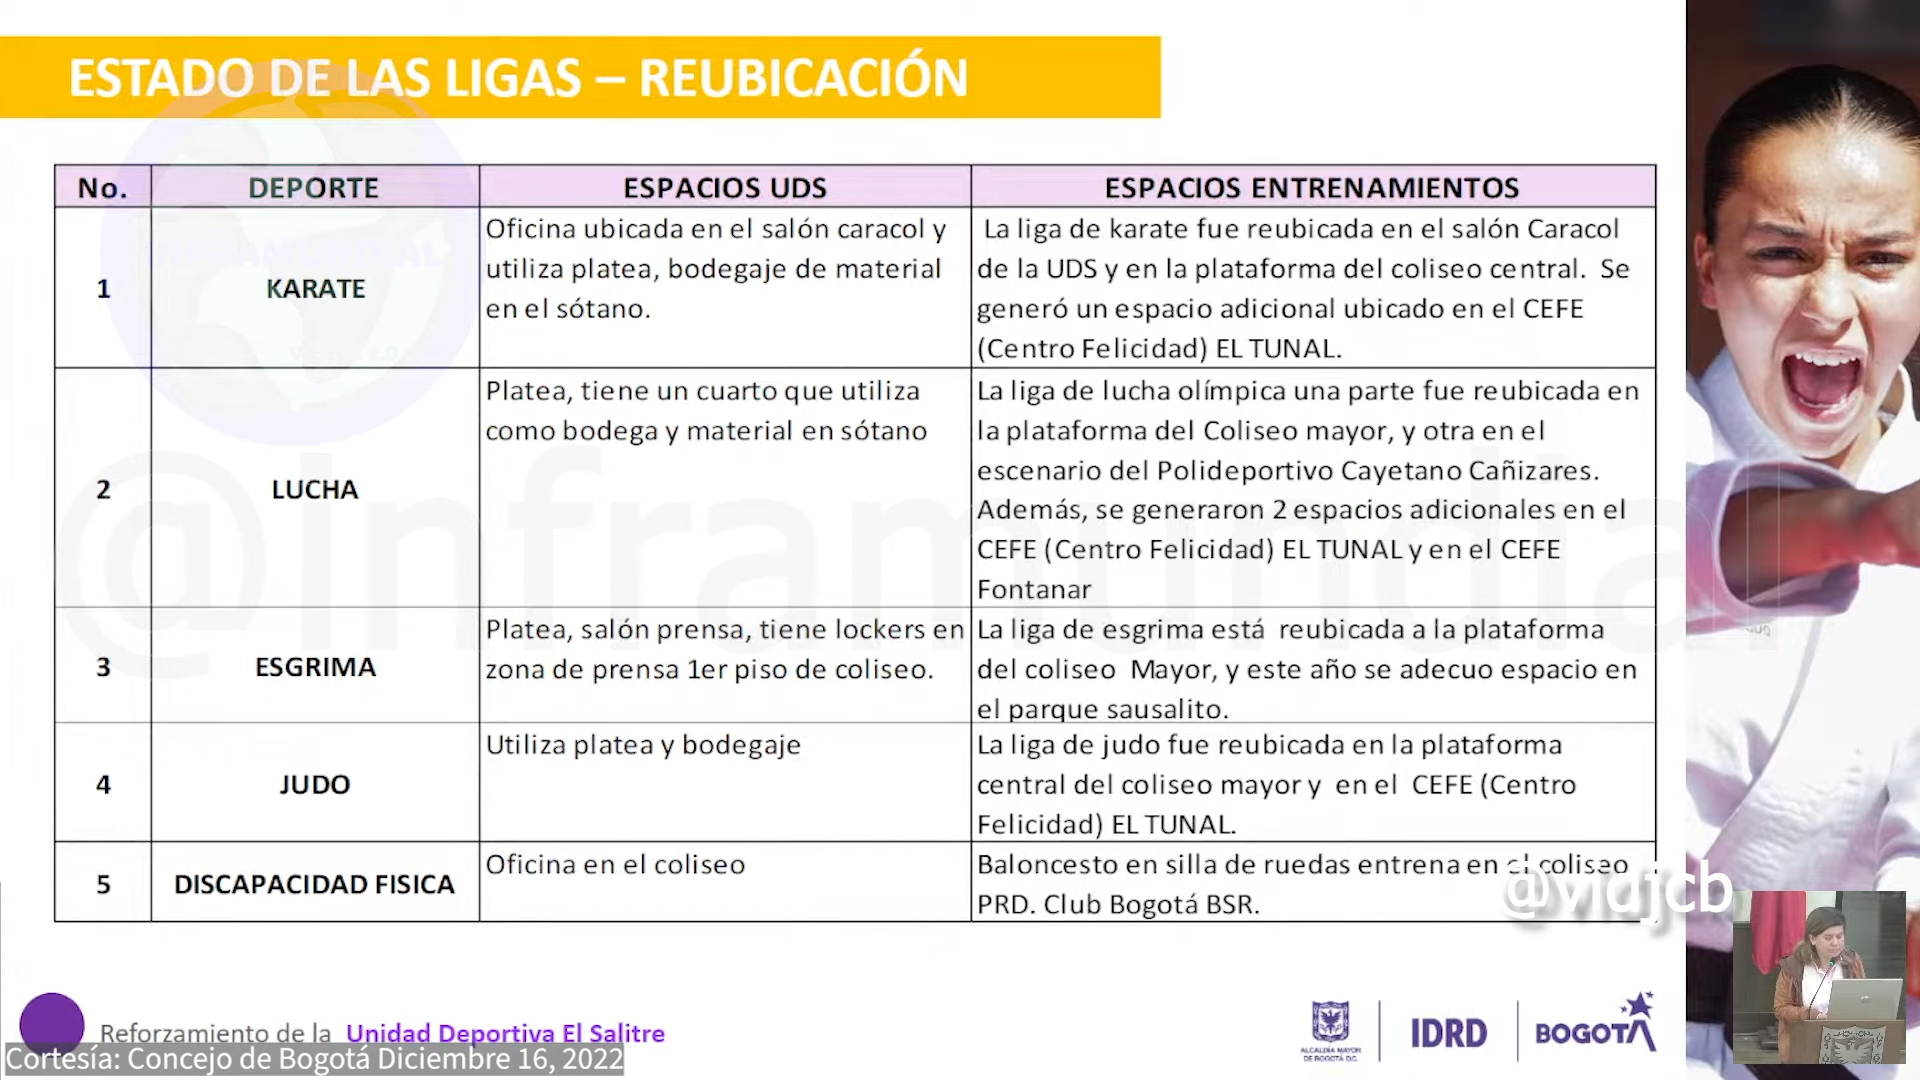 ESTADO DE LAS LIGAS – REUBICACIÓN
No. DEPORTE ESPACIOS UDS ESPACIOS ENTRENAMIENTOS
1 KARATE
Oficina ubicada en el salón caracol y
utiliza platea, bodegaje de material
en el sótano.
La liga de karate fue reubicada en el salón Caracol
de la UDS y en la plataforma del coliseo central. Se
generó un espacio adicional ubicado en el CEFE
(Centro Felicidad) EL TUNAL.
2 LUCHA
Platea, tiene un cuarto que utiliza
como bodega y material en sótano
La liga de lucha olímpica una parte fue reubicada en
la plataforma del Coliseo mayor, y otra en el
escenario del Polideportivo Cayetano Cañizares.
Además, se generaron 2 espacios adicionales en el
CEFE (Centro Felicidad) EL TUNAL y en el CEFE
Fontanar
3 ESGRIMA
Platea, salón prensa, tiene lockers en
zona de prensa 1er piso de coliseo.
La liga de esgrima está reubicada a la plataforma
del coliseo Mayor, y este año se adecuo espacio en
el parque sausalito.
4 JUDO
Utiliza platea y bodegaje
La liga de judo fue reubicada en la plataforma
central del coliseo mayor y en el CEFE (Centro
Felicidad) EL TUNAL.
5 DISCAPACIDAD FISICA
Oficina en el coliseo
Baloncesto en silla de ruedas entrena en el coliseo
PRD. Club Bogotá BSR.
@Inframundial
@vidjcb
Reforzamiento de la Unidad Deportiva El Salitre
ALCALDÍA MAYOR
DE BOGOTÁ D.C.
IDRD
BOGOTÁ
Cortesía: Concejo de Bogotá Diciembre 16, 2022